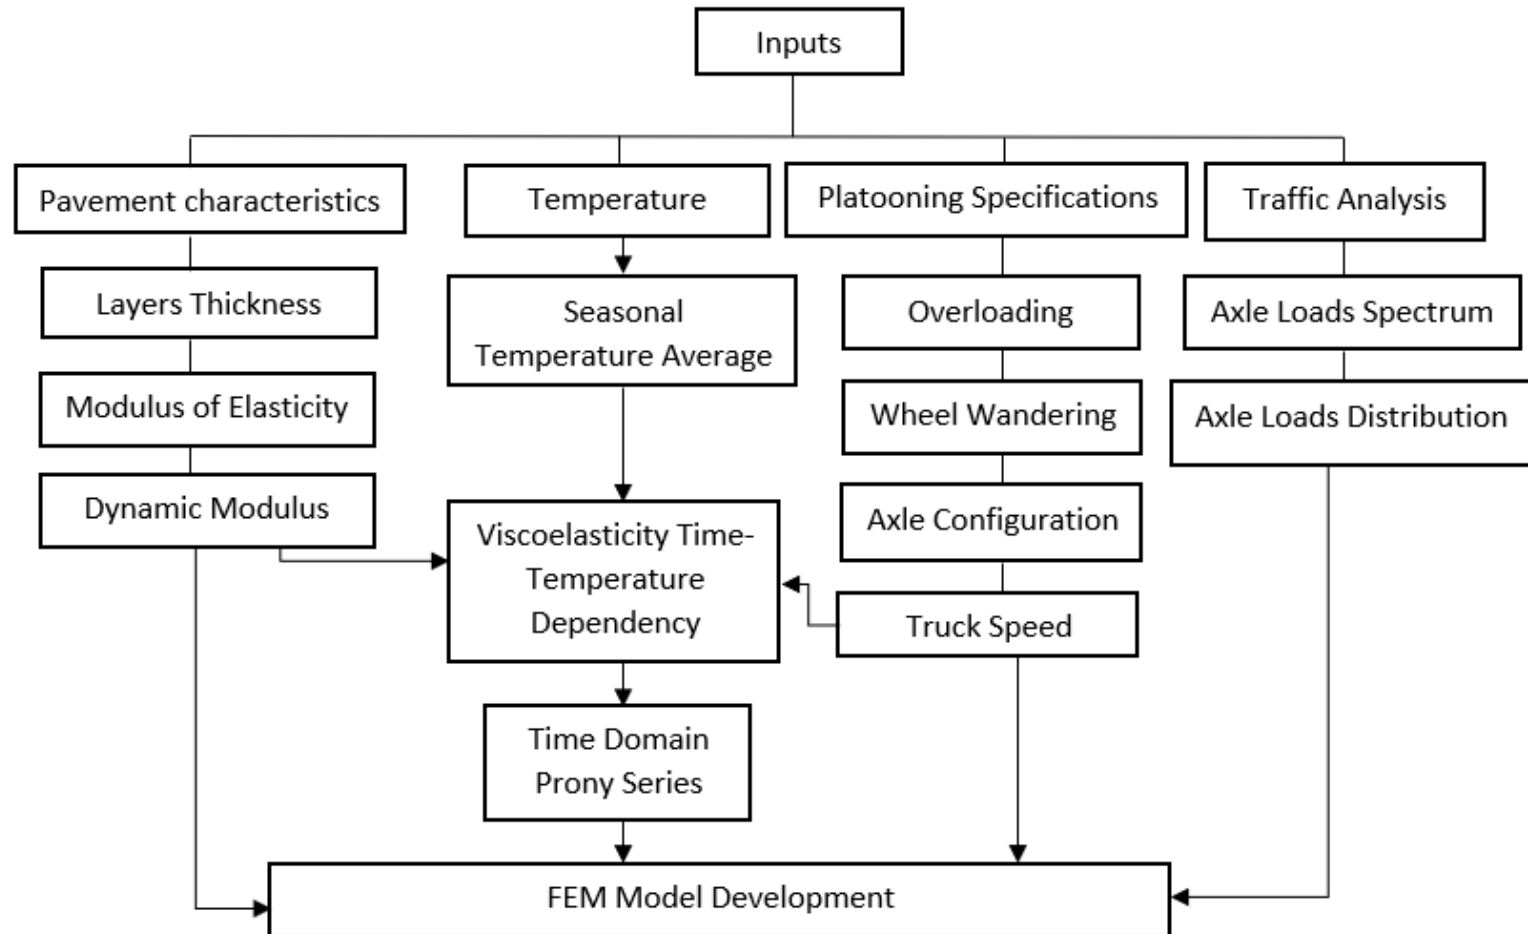 Inputs
Pavement characteristics
Temperature
Platooning Specifications
Traffic Analysis
Layers Thickness
Seasonal
Temperature Average
Overloading
Axle Loads Spectrum
Modulus of Elasticity
Wheel Wandering
Axle Loads Distribution
Dynamic Modulus
Viscoelasticity Time-
Temperature
Dependency
Axle Configuration
Truck Speed
Time Domain
Prony Series
FEM Model Development